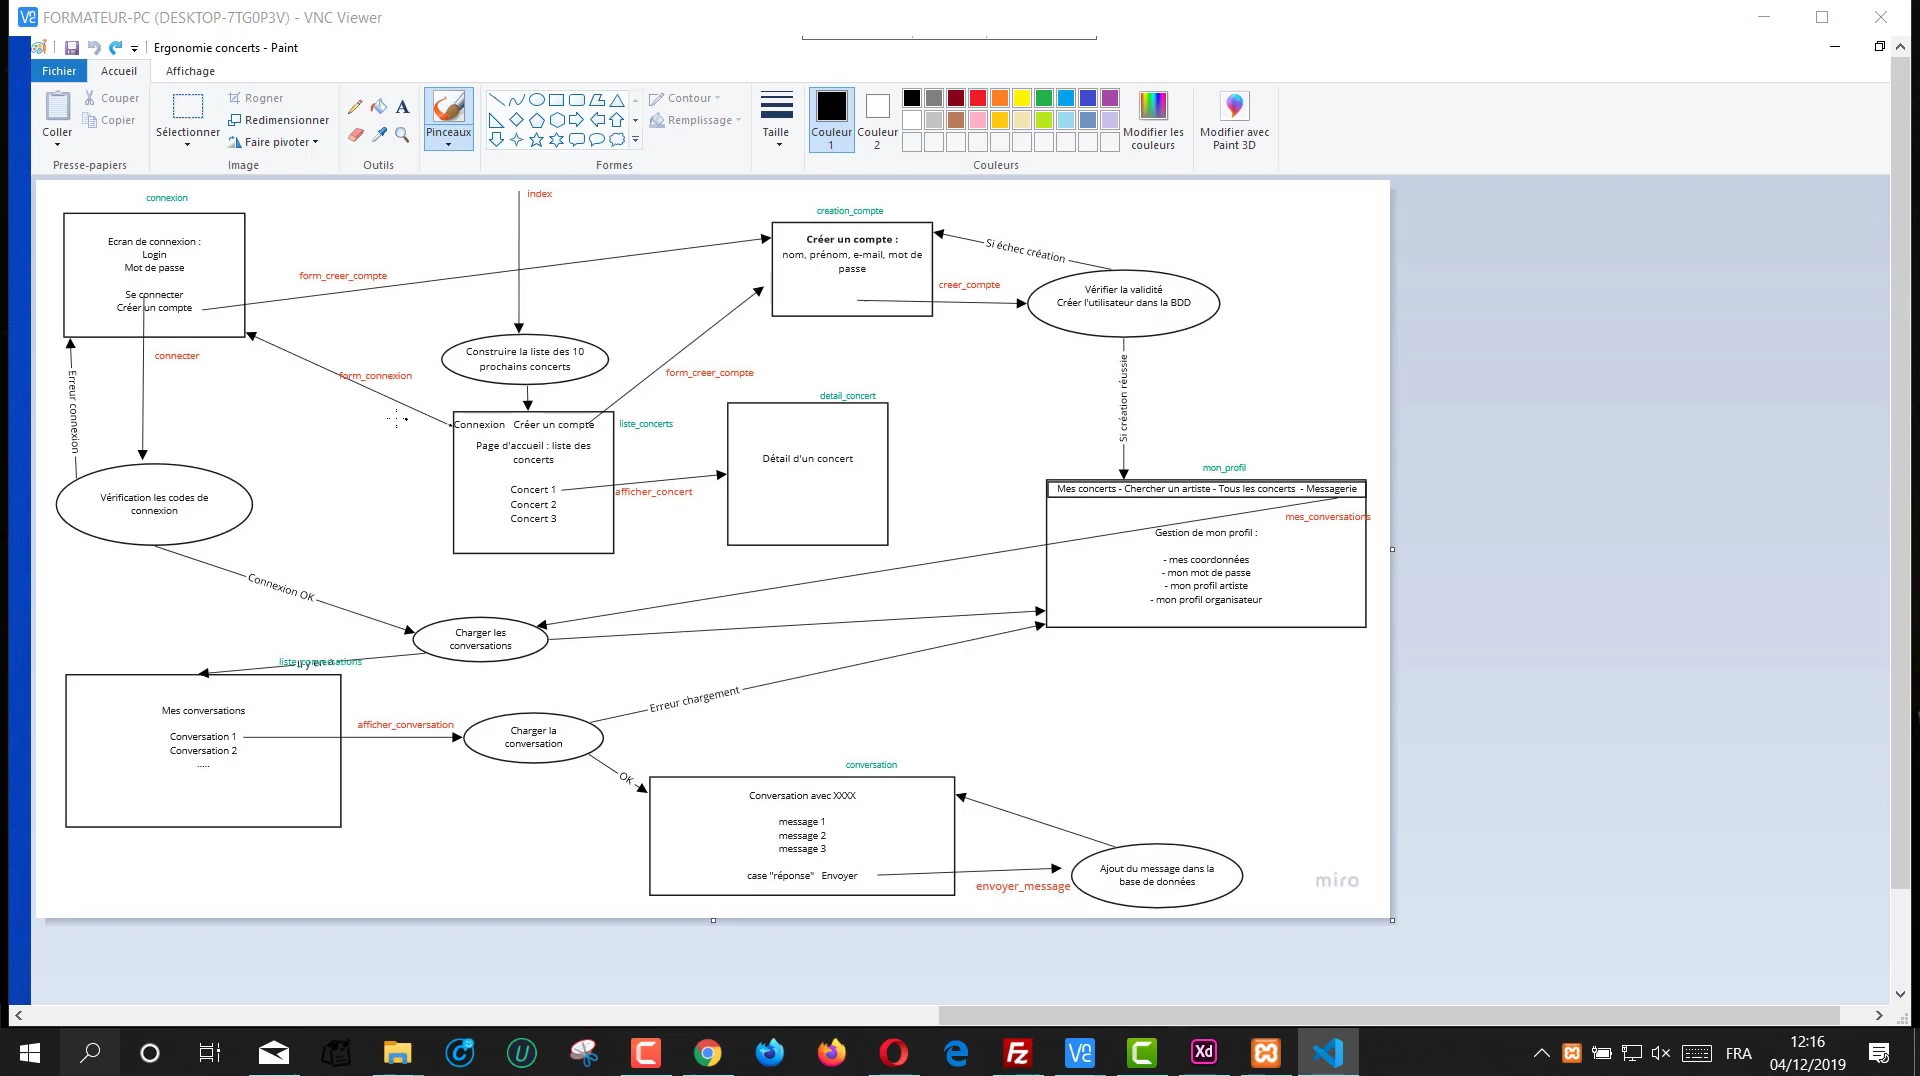 FORMATEUR-PC (DESKTOP-7TG0P3V) - VNC Viewer
Ergonomie concerts - Paint
Fichier
Accueil
Affichage
Coller
Couper
Copier
Presse-papiers
Sélectionner
Rogner
Redimensionner
Faire pivoter
Image
Outils
Pinceaux
Contour
Remplissage
Formes
Taille
Couleur
1
Couleur
2
Modifier les
couleurs
Modifier avec
Paint 3D
Couleurs
connexion
Ecran de connexion :
Login
Mot de passe
Se connecter
Créer un compte
index
form_creer_compte
creation_compte
Créer un compte :
nom, prénom, e-mail, mot de
passe
Si échec création
creer_compte
Vérifier la validité
Créer l'utilisateur dans la BDD
connecter
form_connexion
Erreur connexion
Construire la liste des 10
prochains concerts
form_creer_compte
Si création réussie
Connexion Créer un compte
liste_concerts
Page d'accueil : liste des
concerts
Concert 1
Concert 2
Concert 3
afficher_concert
detail_concert
Détail d'un concert
Vérification les codes de
connexion
mon_profil
Mes concerts - Chercher un artiste - Tous les concerts - Messagerie
mes_conversations
Gestion de mon profil :
- mes coordonnées
- mon mot de passe
- mon profil artiste
- mon profil organisateur
Connexion OK
Charger les
conversations
liste_conversations
Mes conversations
Conversation 1
Conversation 2
.....
afficher_conversation
Charger la
conversation
Erreur chargement
OK
conversation
Conversation avec XXXX
message 1
message 2
message 3
case "réponse" Envoyer
envoyer_message
Ajout du message dans la
base de données
miro
FRA
12:16
04/12/2019